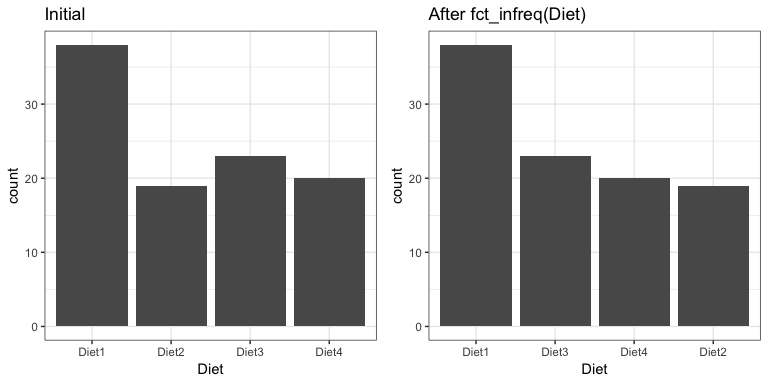 Initial
count
30
20
10
0
Diet1 Diet2 Diet3 Diet4
Diet
After fct_infreq(Diet)
count
30
20
10
0
Diet1 Diet3 Diet4 Diet2
Diet